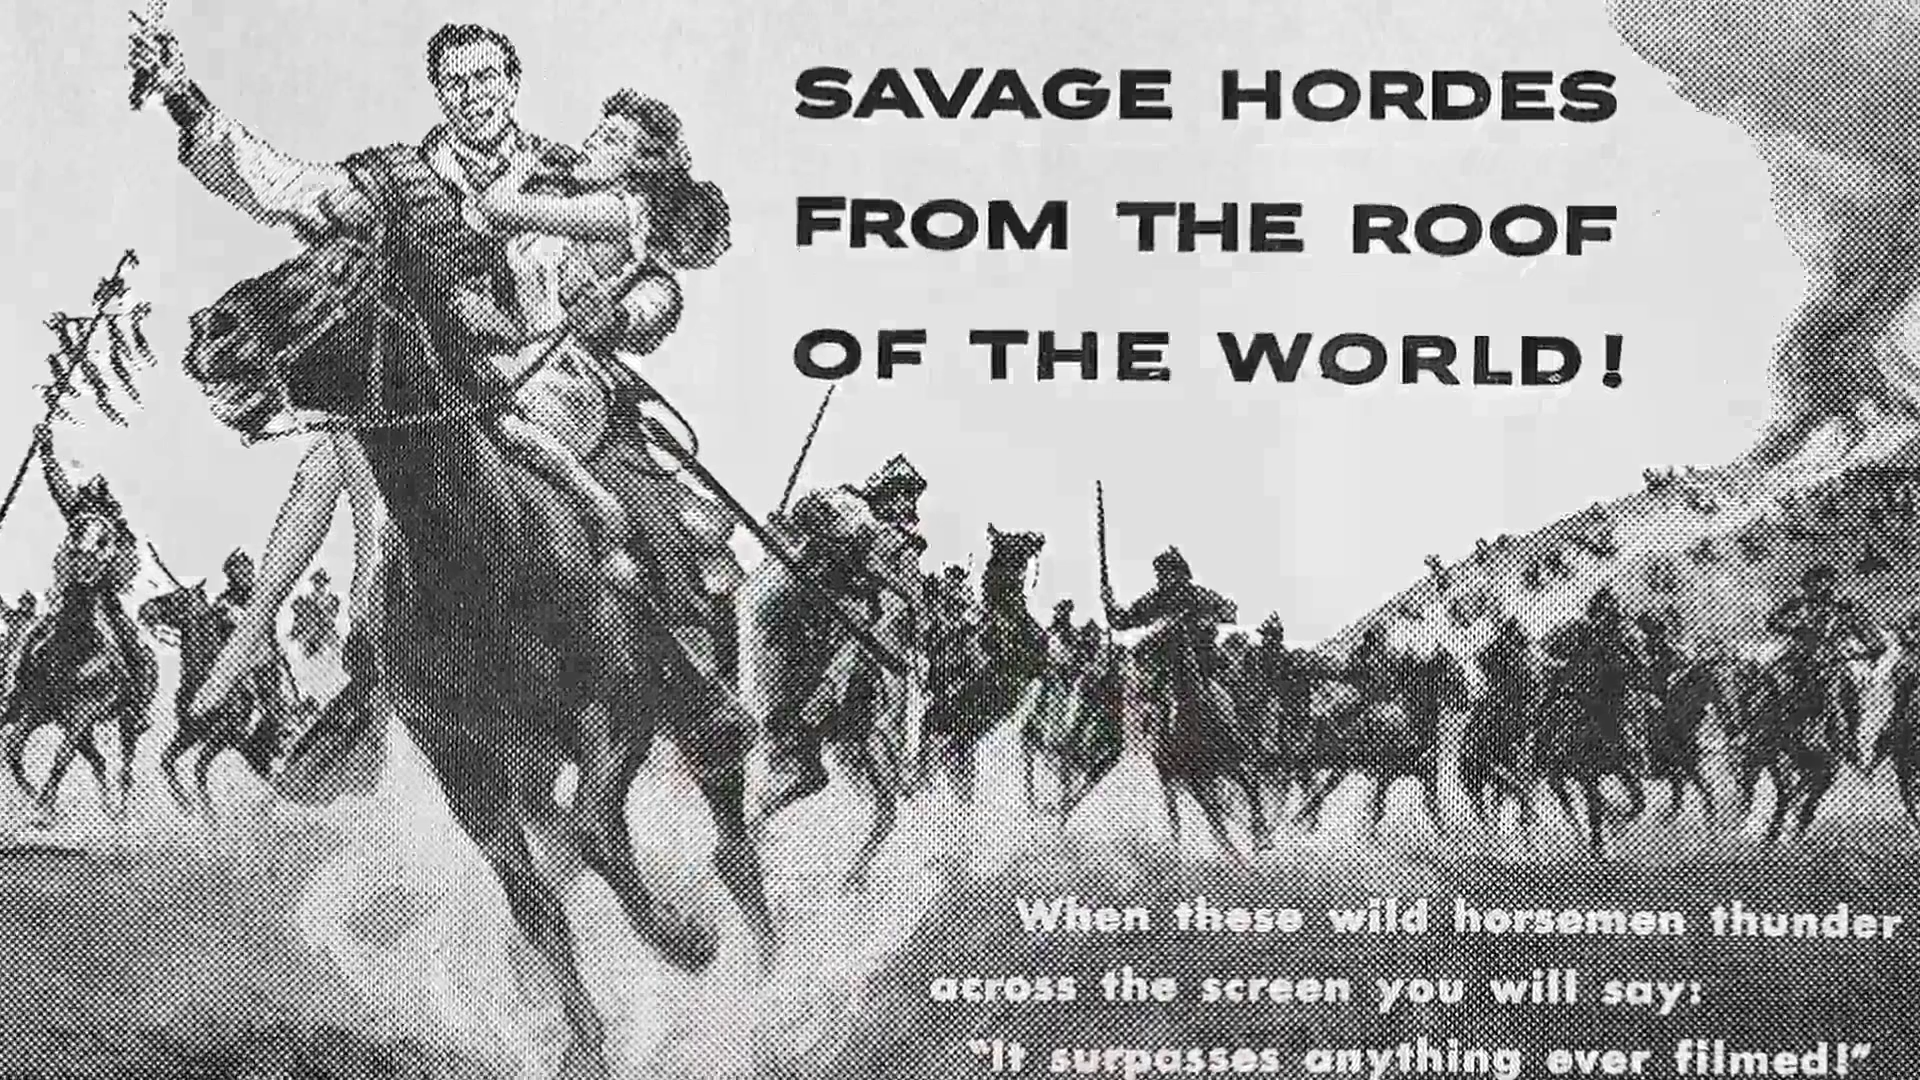 SAVAGE HORDES
FROM THE ROOF
OF THE WORLD!
When these wild horsemen thunder
across the screen you will say:
"It surpasses anything ever filmed!"